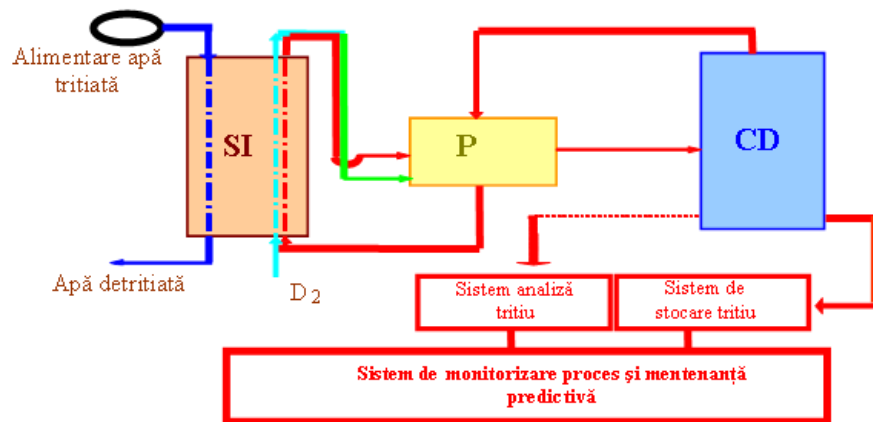 Alimentare apă
tritiată
SI
P
CD
Apă detritiată
D2
Sistem analiză
tritiu
Sistem de
stocare tritiu
Sistem de monitorizare proces şi mentenanţă
predictivă